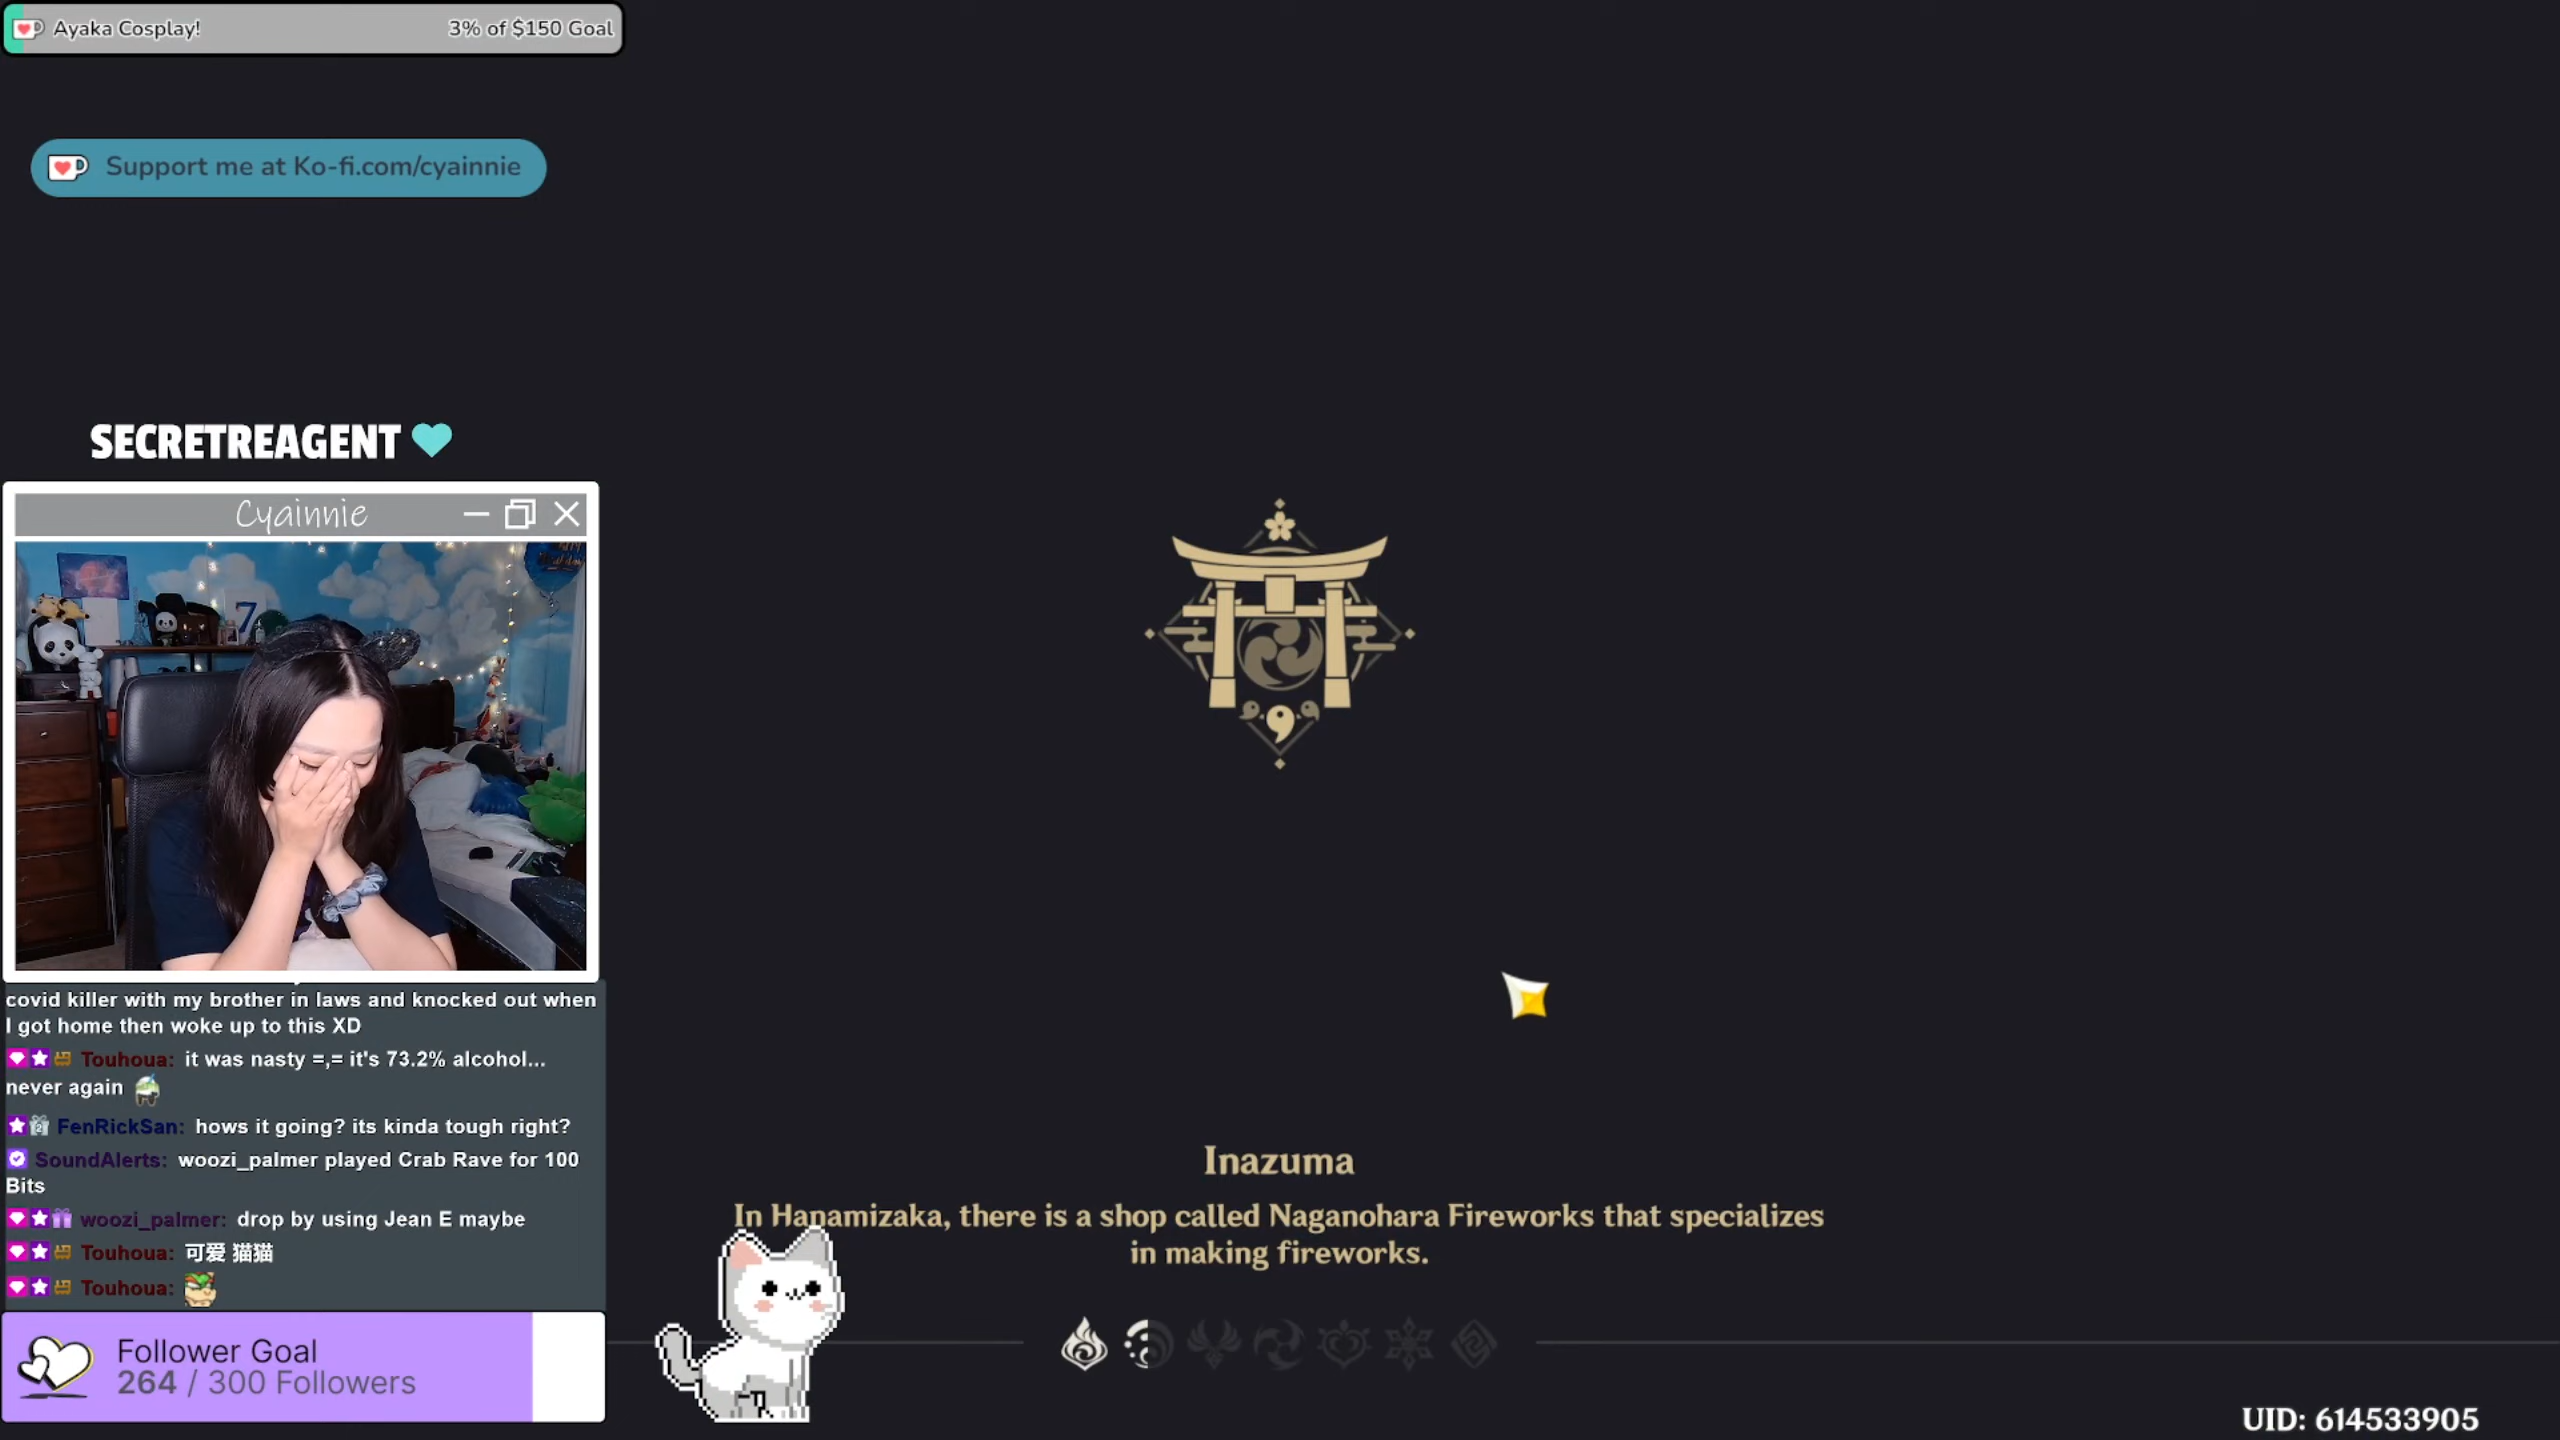 Ayaka Cosplay!
3% of $150 Goal
Support me at Ko-fi.com/cyainnie
SECRETREAGENT
Cyainnie
7
covid killer with my brother in laws and knocked out when
I got home then woke up to this XD
Touhoua: it was nasty =,= it's 73.2% alcohol...
never again
FenRickSan: hows it going? its kinda tough right?
SoundAlerts: woozi_palmer played Crab Rave for 100
Bits
woozi_palmer: drop by using Jean E maybe
Touhoua: 可爱 猫猫
Touhoua:
Follower Goal
264 / 300 Followers
Inazuma
In Hanamizaka, there is a shop called Naganohara Fireworks that specializes
in making fireworks.
UID: 614533905